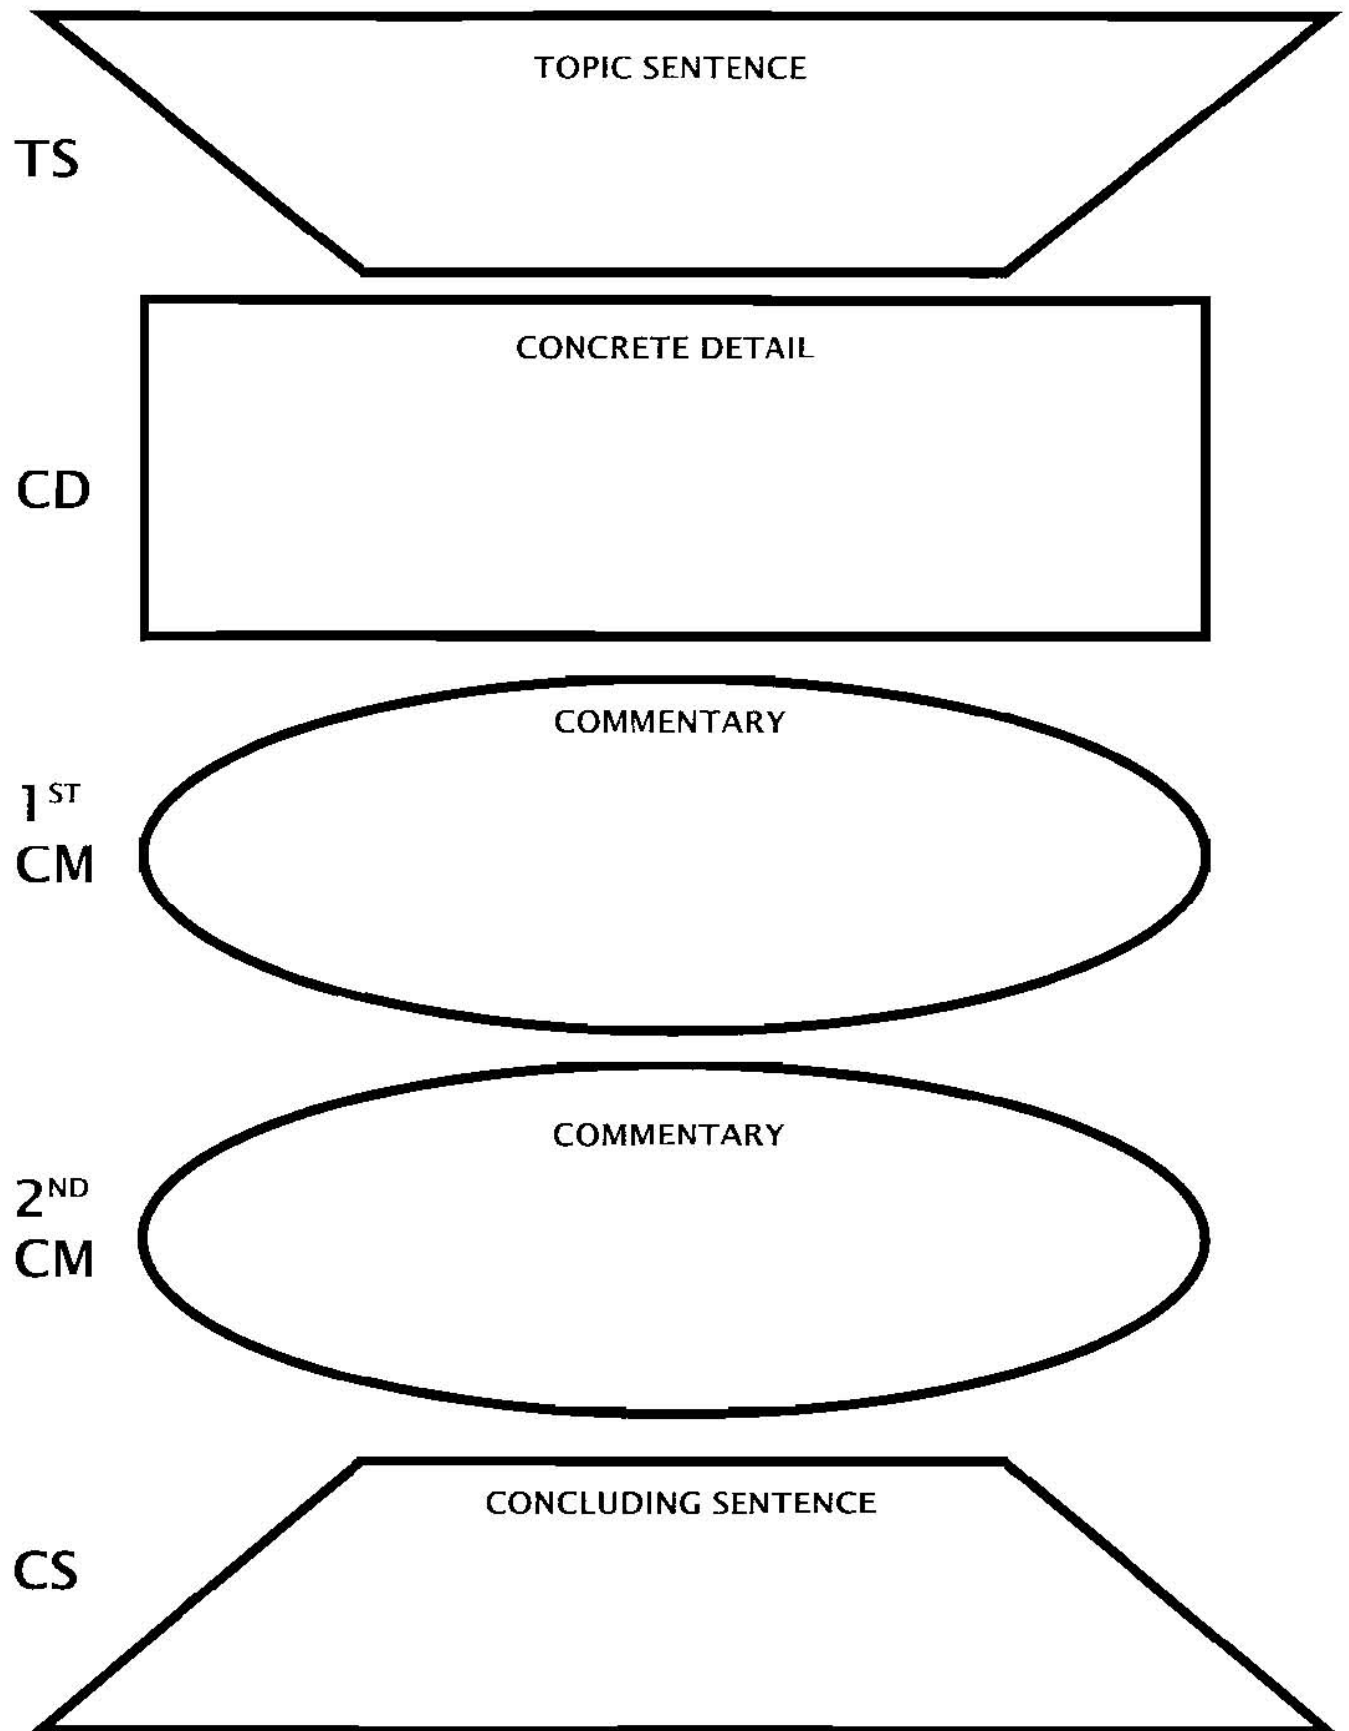 TOPIC SENTENCE
TS
CONCRETE DETAIL
CD
COMMENTARY
1ST
CM
COMMENTARY
2ND
CM
CONCLUDING SENTENCE
CS